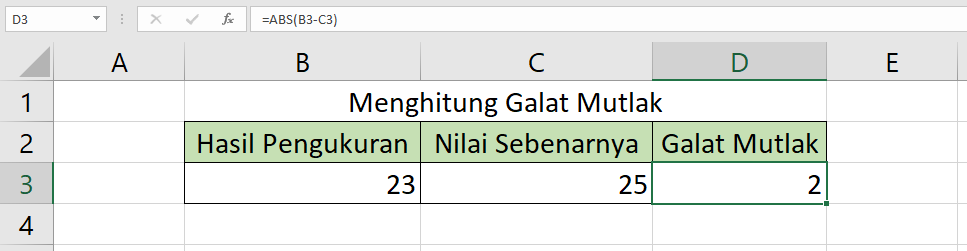 D3 fx =ABS(B3-C3)
A B C D E
1 Menghitung Galat Mutlak
2 Hasil Pengukuran Nilai Sebenarnya Galat Mutlak
3 23 25 2
4